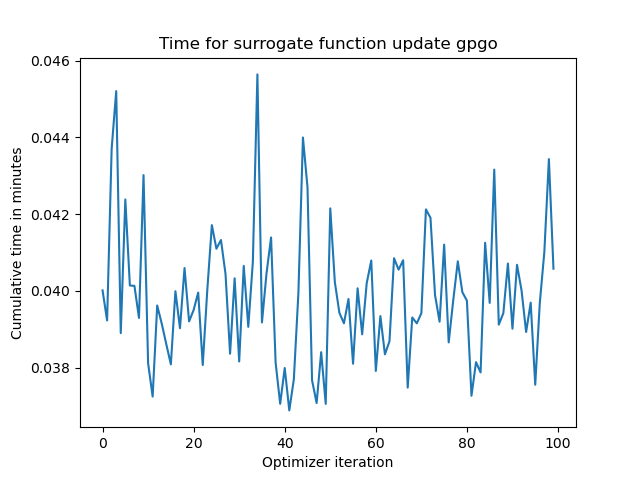 Time for surrogate function update gpgo
0.046
0.044
0.042
0.040
0.038
Cumulative time in minutes
0 20 40 60 80 100
Optimizer iteration